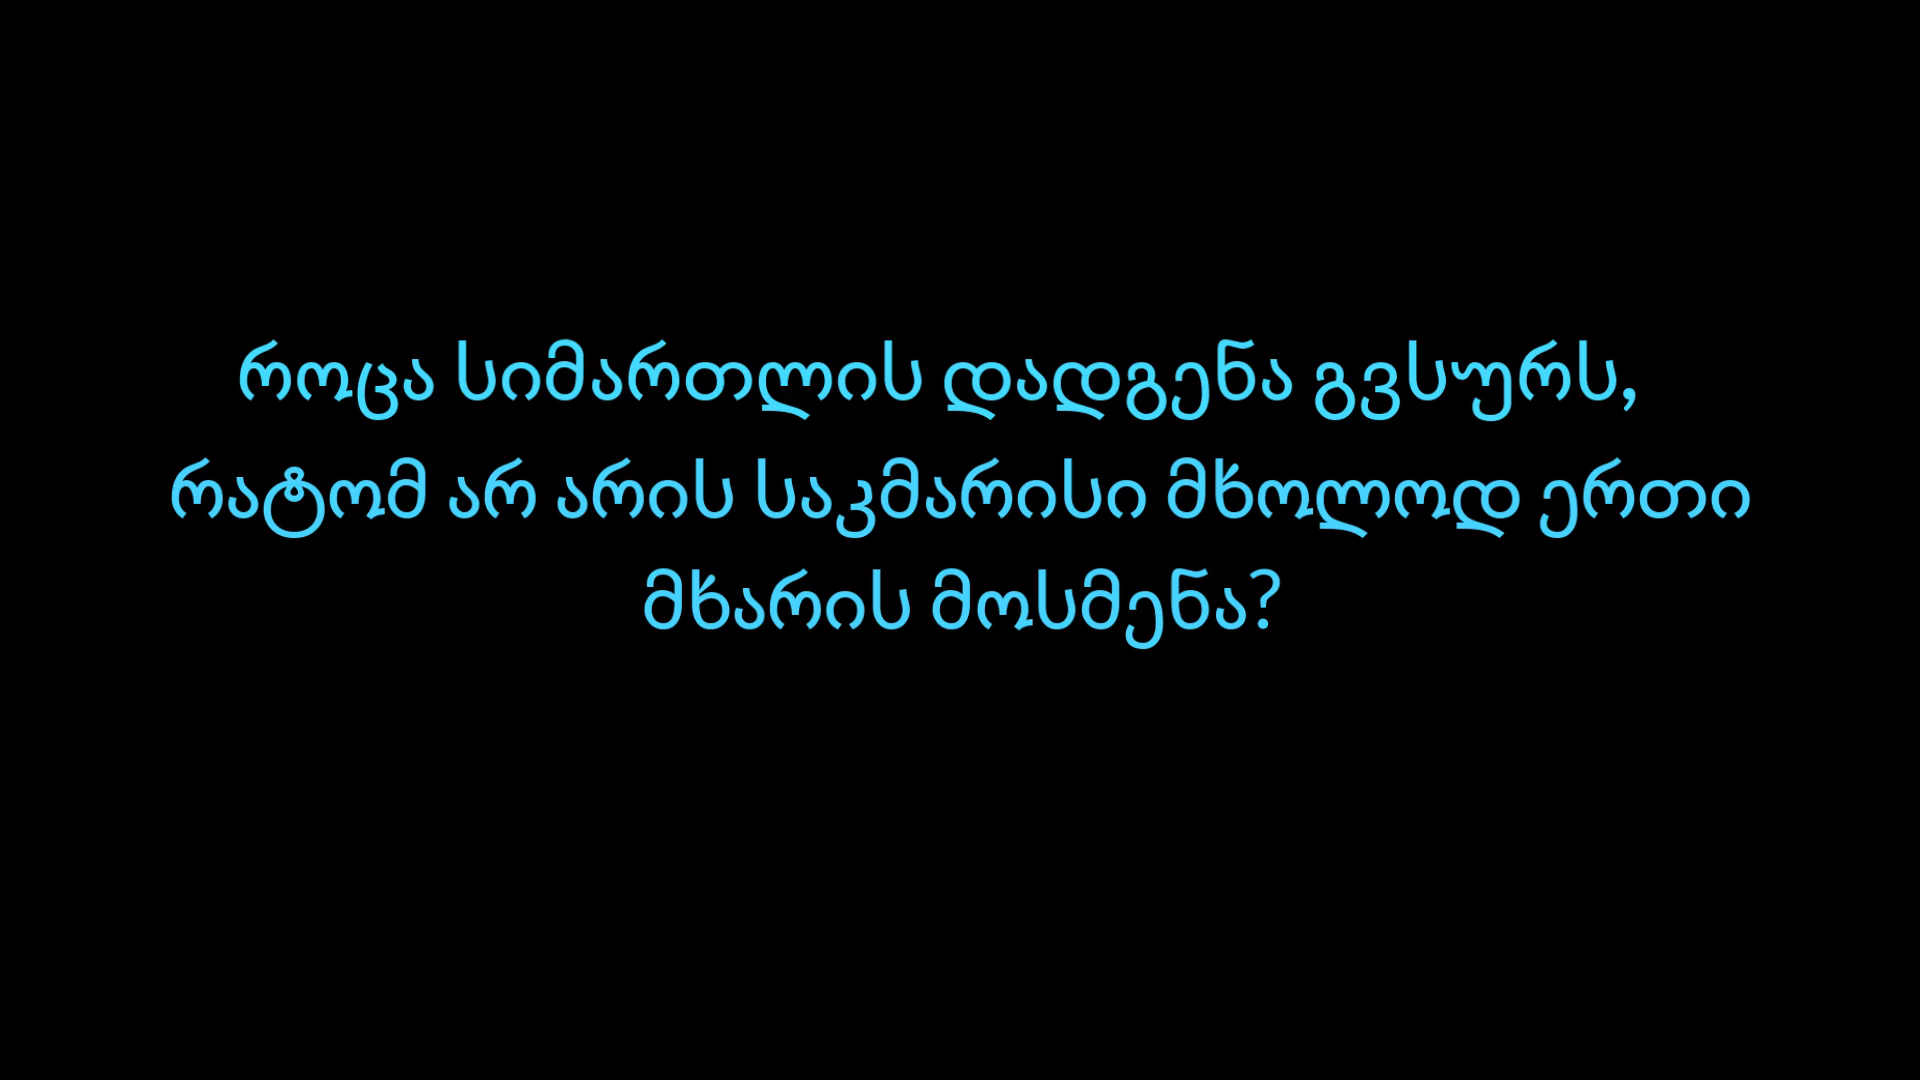 როცა სიმართლის დადგენა გვსურს,
რატომ არ არის საკმარისი მხოლოდ ერთი
მხარის მოსმენა?